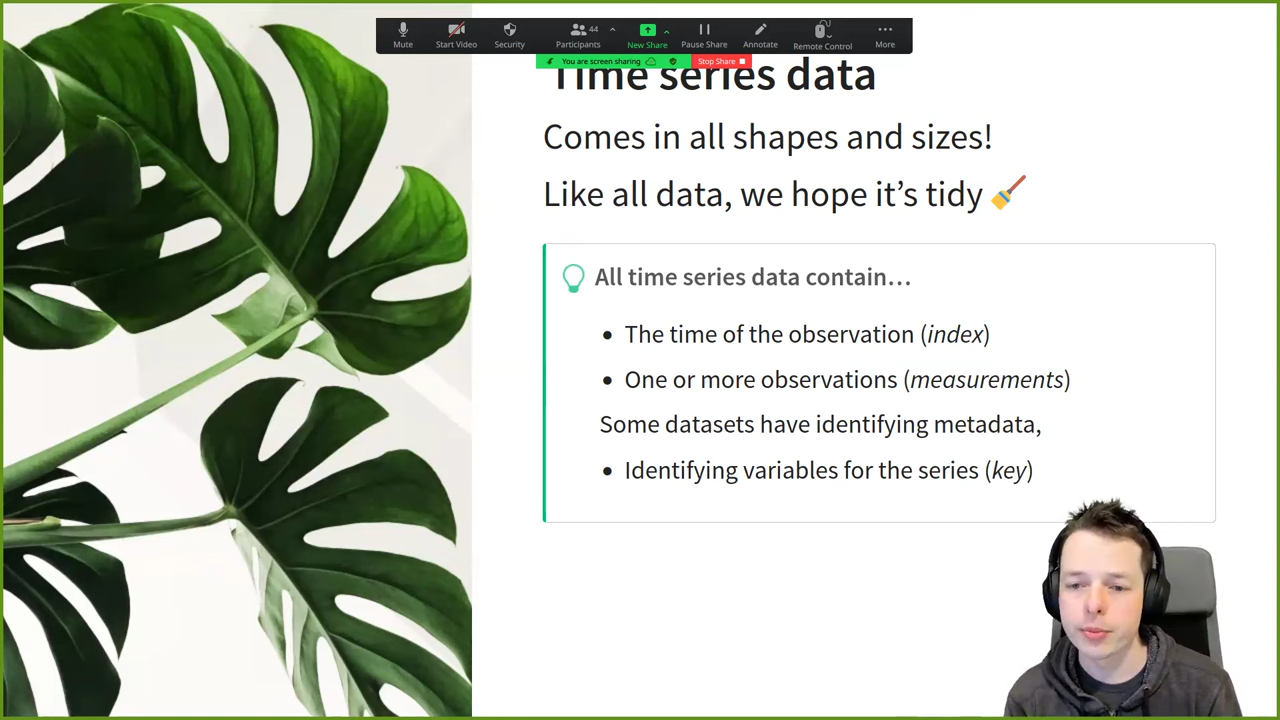 Mute
Start Video
Security
Participants
44
New Share
Pause Share
Annotate
Remote Control
More
You are screen sharing
Stop Share
Time series data
Comes in all shapes and sizes!
Like all data, we hope it’s tidy 🧹
All time series data contain…
• The time of the observation (index)
• One or more observations (measurements)
Some datasets have identifying metadata,
• Identifying variables for the series (key)